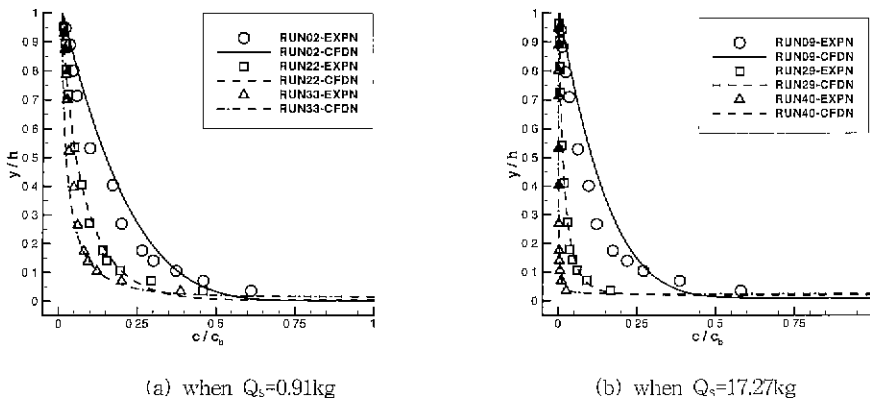 1
0.9
0.8
0.7
0.6
0.5
0.4
0.3
0.2
0.1
0
y / h
RUN02-EXPN
RUN02-CFDN
RUN22-EXPN
RUN22-CFDN
RUN33-EXPN
RUN33-CFDN
0 0.25 0.5 0.75 1
c / c_b
(a) when Qs=0.91kg
1
0.9
0.8
0.7
0.6
0.5
0.4
0.3
0.2
0.1
0
y / h
RUN09-EXPN
RUN09-CFDN
RUN29-EXPN
RUN29-CFDN
RUN40-EXPN
RUN40-CFDN
0 0.25 0.5 0.75
c / c_b
(b) when Qs=17.27kg